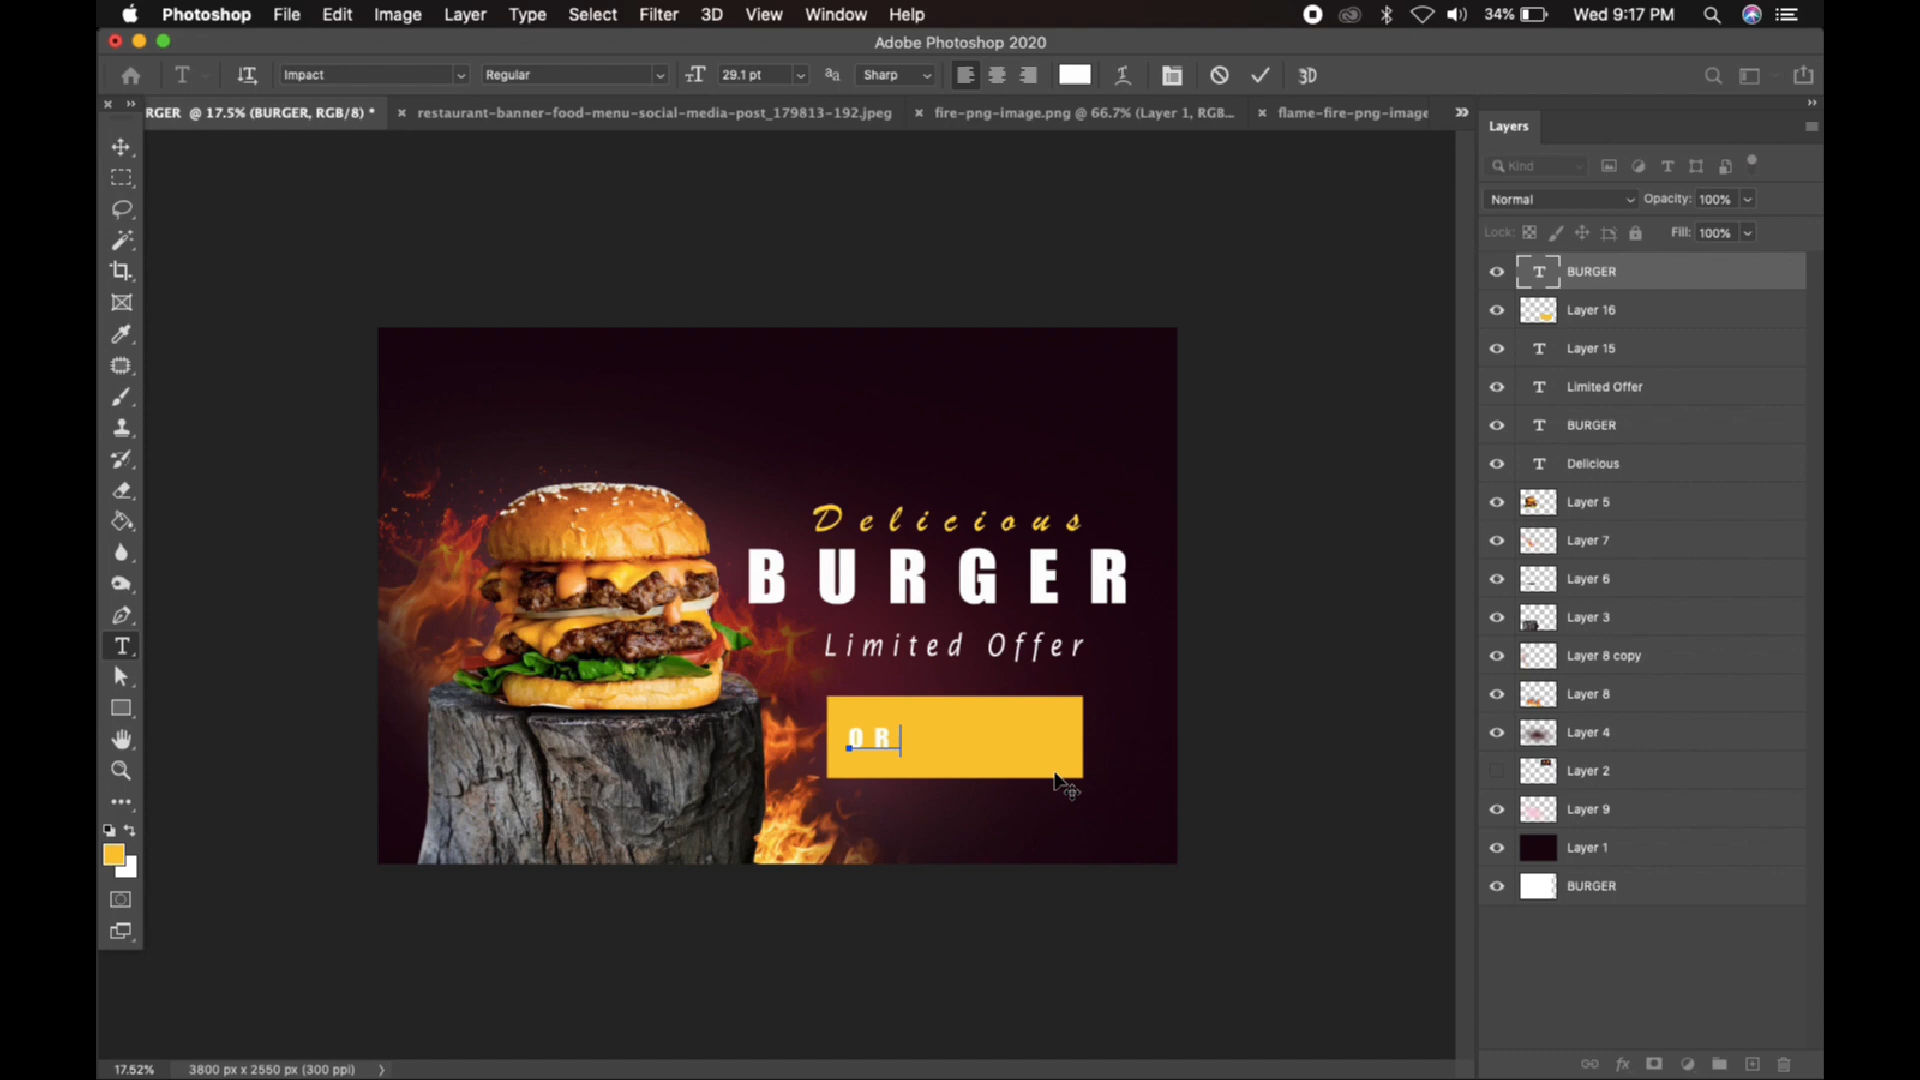 Photoshop File Edit Image Layer Type Select Filter 3D View Window Help 34% Wed 9:17 PM
Adobe Photoshop 2020
Impact Regular 29.1 pt Sharp 3D
RGER @ 17.5% (BURGER, RGB/8) * restaurant-banner-food-menu-social-media-post_179813-192.jpeg fire-png-image.png @ 66.7% (Layer 1, RGB... flame-fire-png-image
Layers
Kind
Normal Opacity: 100%
Lock: Fill: 100%
BURGER
Layer 16
Layer 15
Limited Offer
BURGER
Delicious
Layer 5
Layer 7
Layer 6
Layer 3
Layer 8 copy
Layer 8
Layer 4
Layer 2
Layer 9
Layer 1
BURGER
Delicious
BURGER
Limited Offer
OR
17.52% 3800 px x 2550 px (300 ppi)